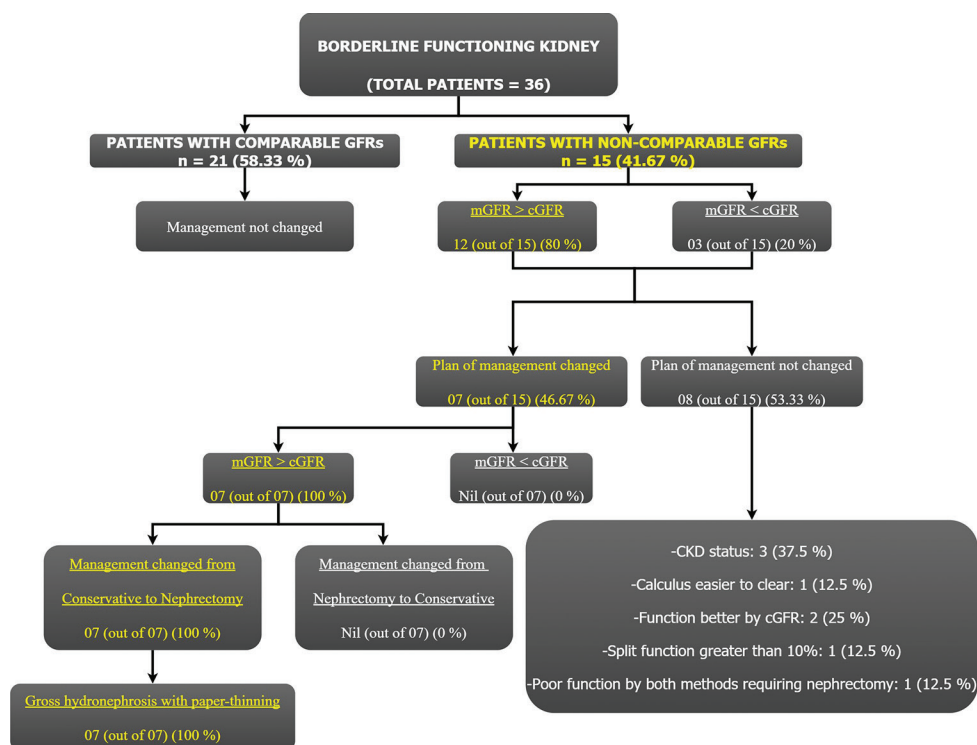 BORDERLINE FUNCTIONING KIDNEY
(TOTAL PATIENTS = 36)
PATIENTS WITH COMPARABLE GFRs
n = 21 (58.33 %)
PATIENTS WITH NON-COMPARABLE GFRs
n = 15 (41.67 %)
Management not changed
mGFR > cGFR
12 (out of 15) (80 %)
mGFR < cGFR
03 (out of 15) (20 %)
Plan of management changed
07 (out of 15) (46.67 %)
Plan of management not changed
08 (out of 15) (53.33 %)
mGFR > cGFR
07 (out of 07) (100 %)
mGFR < cGFR
Nil (out of 07) (0 %)
Management changed from
Conservative to Nephrectomy
07 (out of 07) (100 %)
Management changed from
Nephrectomy to Conservative
Nil (out of 07) (0 %)
-CKD status: 3 (37.5 %)
-Calculus easier to clear: 1 (12.5 %)
-Function better by cGFR: 2 (25 %)
-Split function greater than 10%: 1 (12.5 %)
-Poor function by both methods requiring nephrectomy: 1 (12.5 %)
Gross hydronephrosis with paper-thinning
07 (out of 07) (100 %)